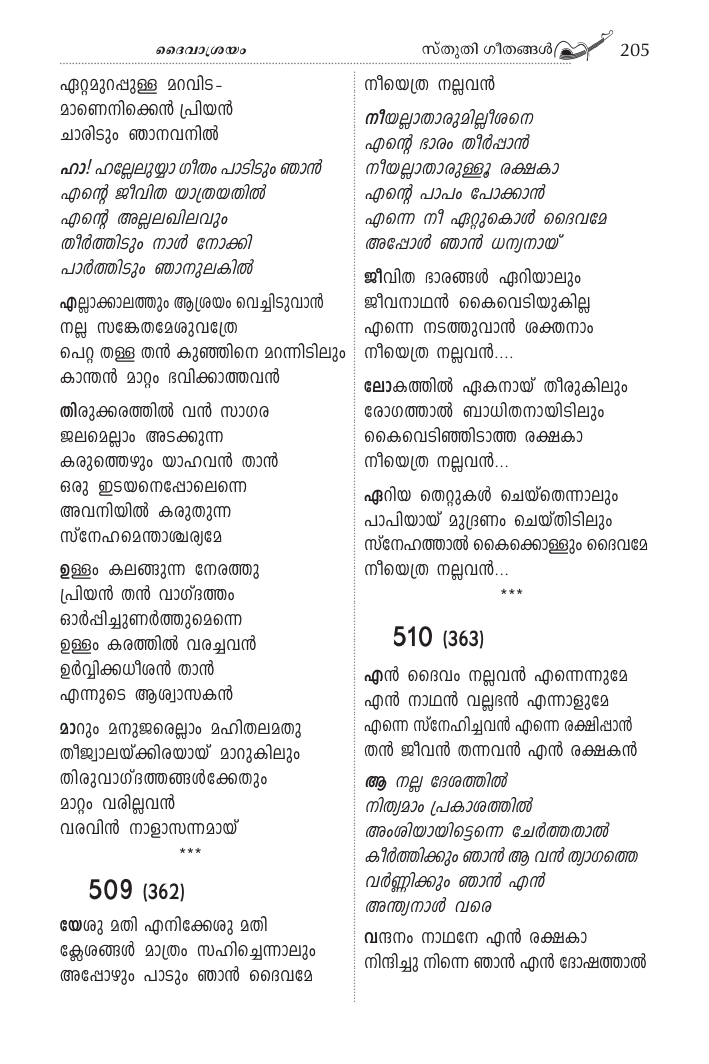 ദൈവാശ്രയം
സ്തുതി ഗീതങ്ങൾ 205
ഏറ്റമുറപ്പുള്ള മറവിട-
മാണെനിക്കെൻ പ്രിയൻ
ചാരിടും ഞാനവനിൽ
ഹാ! ഹല്ലേലുയ്യാ ഗീതം പാടിടും ഞാൻ
എന്റെ ജീവിത യാത്രയതിൽ
എന്റെ അല്ലലഖിലവും
തീർത്തിടും നാൾ നോക്കി
പാർത്തിടും ഞാനുലകിൽ
എല്ലാക്കാലത്തും ആശ്രയം വെച്ചിടുവാൻ
നല്ല സങ്കേതമേശുവത്രേ
പെറ്റ തള്ള തൻ കുഞ്ഞിനെ മറന്നിടിലും
കാന്തൻ മാറ്റം ഭവിക്കാത്തവൻ
തിരുക്കരത്തിൽ വൻ സാഗര
ജലമെല്ലാം അടക്കുന്ന
കരുത്തെഴും യാഹവൻ താൻ
ഒരു ഇടയനെപ്പോലെന്നെ
അവനിയിൽ കരുതുന്ന
സ്നേഹമെന്താശ്ചര്യമേ
ഉള്ളം കലങ്ങുന്ന നേരത്തു
പ്രിയൻ തൻ വാഗ്ദത്തം
ഓർപ്പിച്ചുണർത്തുമെന്നെ
ഉള്ളം കരത്തിൽ വരച്ചവൻ
ഉർവ്വിക്കധീശൻ താൻ
എന്നുടെ ആശ്വാസകൻ
മാറും മനുജരെല്ലാം മഹിതലമതു
തീജ്വാലയ്ക്കിരയായ് മാറുകിലും
തിരുവാഗ്ദത്തങ്ങൾക്കേതും
മാറ്റം വരില്ലവൻ
വരവിൻ നാളാസന്നമായ്
***
509 (362)
യേശു മതി എനിക്കേശു മതി
ക്ലേശങ്ങൾ മാത്രം സഹിച്ചെന്നാലും
അപ്പോഴും പാടും ഞാൻ ദൈവമേ
നീയെത്ര നല്ലവൻ
നീയല്ലാതാരുമില്ലീശനെ
എന്റെ ഭാരം തീർപ്പാൻ
നീയല്ലാതാരുള്ളൂ രക്ഷകാ
എന്റെ പാപം പോക്കാൻ
എന്നെ നീ ഏറ്റുകൊൾ ദൈവമേ
അപ്പോൾ ഞാൻ ധന്യനായ്
ജീവിത ഭാരങ്ങൾ ഏറിയാലും
ജീവനാഥൻ കൈവെടിയുകില്ല
എന്നെ നടത്തുവാൻ ശക്തനാം
നീയെത്ര നല്ലവൻ....
ലോകത്തിൽ ഏകനായ് തീരുകിലും
രോഗത്താൽ ബാധിതനായിടിലും
കൈവെടിഞ്ഞിടാത്ത രക്ഷകാ
നീയെത്ര നല്ലവൻ...
ഏറിയ തെറ്റുകൾ ചെയ്തെന്നാലും
പാപിയായ് മുദ്രണം ചെയ്തിടിലും
സ്നേഹത്താൽ കൈക്കൊള്ളും ദൈവമേ
നീയെത്ര നല്ലവൻ...
***
510 (363)
എൻ ദൈവം നല്ലവൻ എന്നെന്നുമേ
എൻ നാഥൻ വല്ലഭൻ എന്നാളുമേ
എന്നെ സ്നേഹിച്ചവൻ എന്നെ രക്ഷിപ്പാൻ
തൻ ജീവൻ തന്നവൻ എൻ രക്ഷകൻ
ആ നല്ല ദേശത്തിൽ
നിത്യമാം പ്രകാശത്തിൽ
അംശിയായിട്ടെന്നെ ചേർത്തതാൽ
കീർത്തിക്കും ഞാൻ ആ വൻ ത്യാഗത്തെ
വർണ്ണിക്കും ഞാൻ എൻ
അന്ത്യനാൾ വരെ
വന്ദനം നാഥനേ എൻ രക്ഷകാ
നിന്ദിച്ചു നിന്നെ ഞാൻ എൻ ദോഷത്താൽ